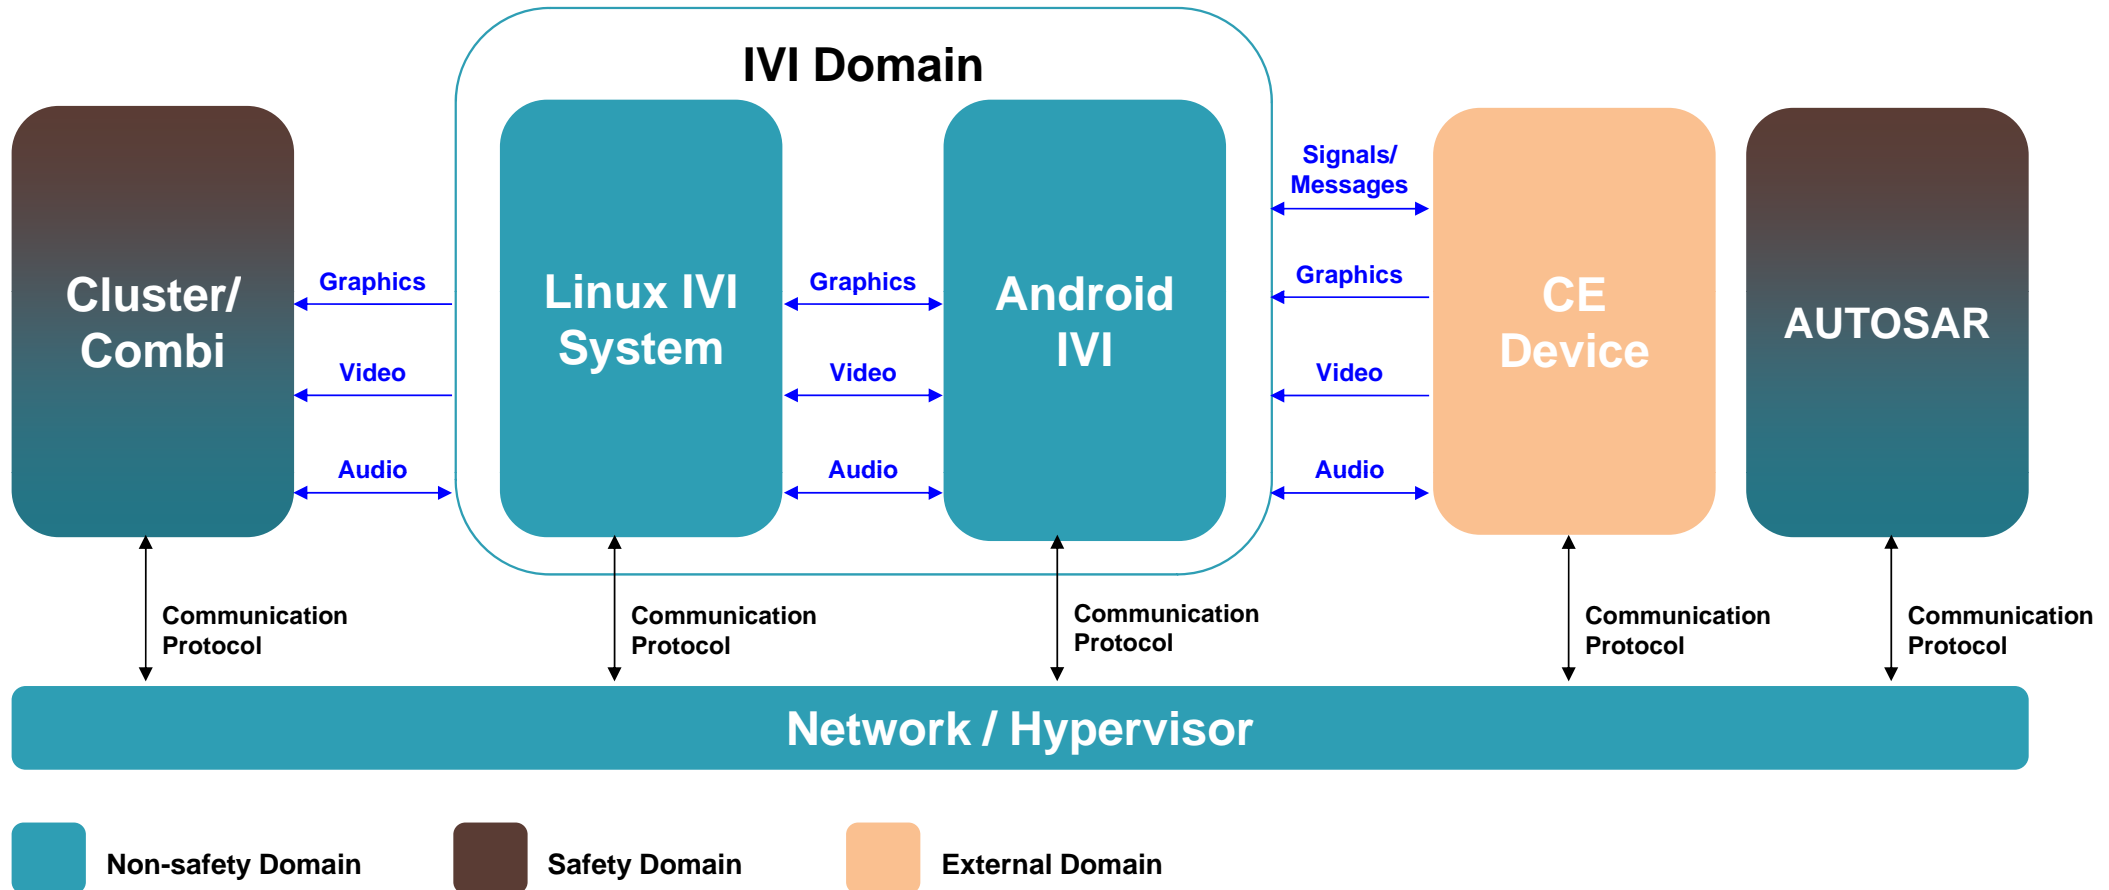 IVI Domain
Cluster/
Combi
Graphics
Video
Audio
Linux IVI
System
Graphics
Video
Audio
Android
IVI
Signals/
Messages
Graphics
Video
Audio
CE
Device
AUTOSAR
Communication
Protocol
Communication
Protocol
Communication
Protocol
Communication
Protocol
Communication
Protocol
Network / Hypervisor
Non-safety Domain
Safety Domain
External Domain